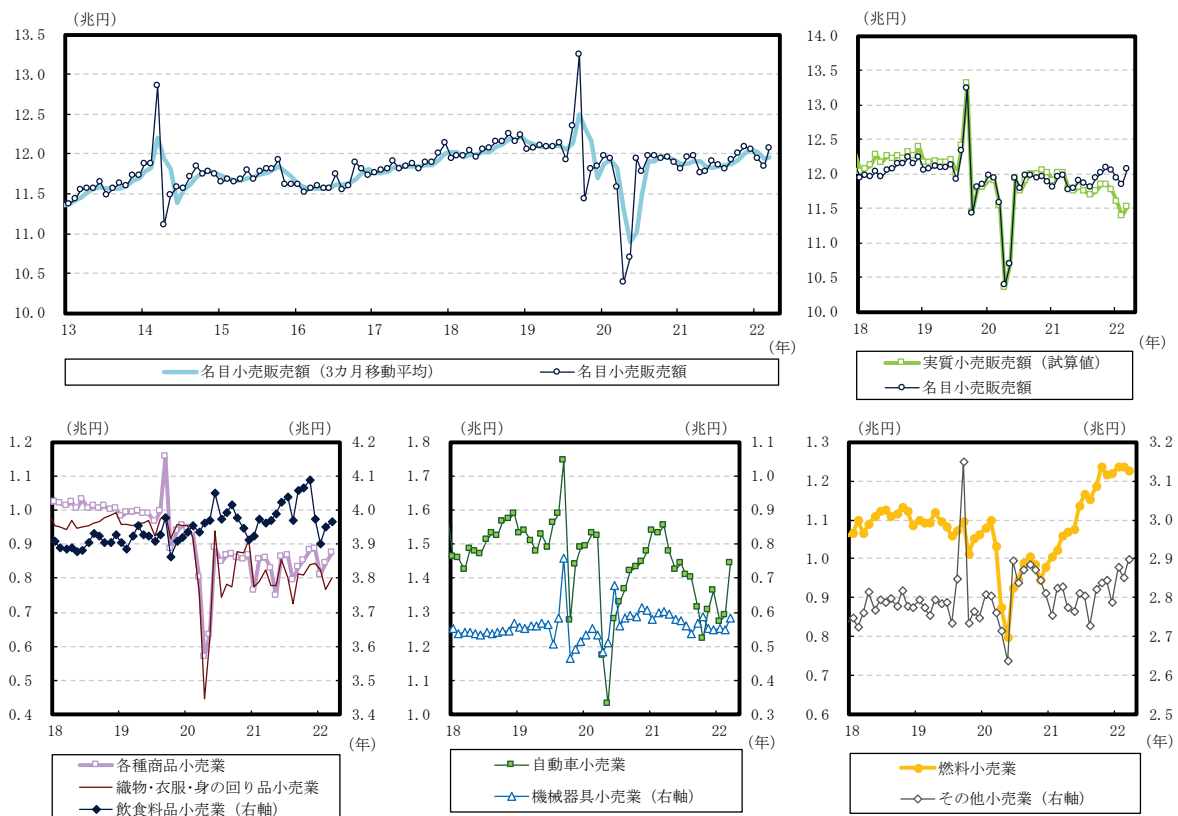 （兆円）
13.5
13.0
12.5
12.0
11.5
11.0
10.5
10.0
13 14 15 16 17 18 19 20 21 22
（年）
名目小売販売額（3カ月移動平均） 名目小売販売額
（兆円）
14.0
13.5
13.0
12.5
12.0
11.5
11.0
10.5
10.0
18 19 20 21 22
（年）
実質小売販売額（試算値）
名目小売販売額
（兆円） （兆円）
1.2 4.2
1.1 4.1
1.0 4.0
0.9 3.9
0.8 3.8
0.7 3.7
0.6 3.6
0.5 3.5
0.4 3.4
18 19 20 21 22
（年）
各種商品小売業
織物・衣服・身の回り品小売業
飲食料品小売業（右軸）
（兆円） （兆円）
1.8 1.1
1.7 1.0
1.6 0.9
1.5 0.8
1.4 0.7
1.3 0.6
1.2 0.5
1.1 0.4
1.0 0.3
18 19 20 21 22
（年）
自動車小売業
機械器具小売業（右軸）
（兆円） （兆円）
1.3 3.2
1.2 3.1
1.1 3.0
1.0 2.9
0.9 2.8
0.8 2.7
0.7 2.6
0.6 2.5
18 19 20 21 22
（年）
燃料小売業
その他小売業（右軸）